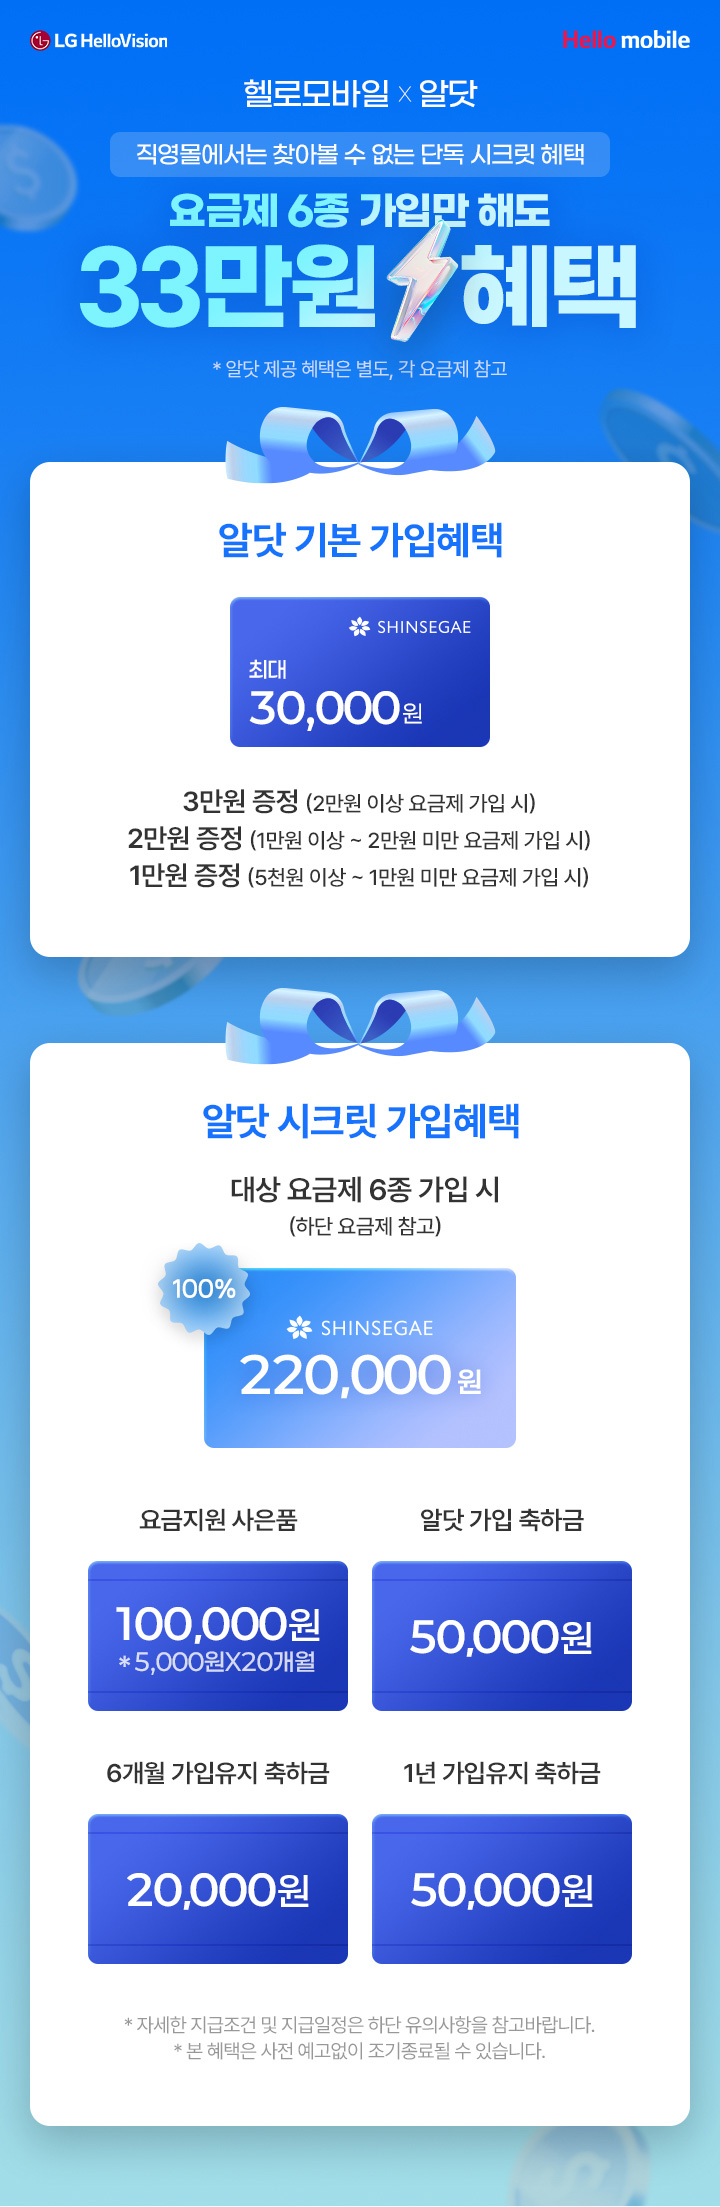 LG HelloVision
Hello mobile
헬로모바일 X 알닷
직영몰에서는 찾아볼 수 없는 단독 시크릿 혜택
요금제 6종 가입만 해도
33만원 혜택
* 알닷 제공 혜택은 별도, 각 요금제 참고
알닷 기본 가입혜택
SHINSEGAE
최대
30,000원
3만원 증정 (2만원 이상 요금제 가입 시)
2만원 증정 (1만원 이상 ~ 2만원 미만 요금제 가입 시)
1만원 증정 (5천원 이상 ~ 1만원 미만 요금제 가입 시)
알닷 시크릿 가입혜택
대상 요금제 6종 가입 시
(하단 요금제 참고)
100%
SHINSEGAE
220,000 원
요금지원 사은품
알닷 가입 축하금
100,000원
* 5,000원X20개월
50,000원
6개월 가입유지 축하금
1년 가입유지 축하금
20,000원
50,000원
* 자세한 지급조건 및 지급일정은 하단 유의사항을 참고바랍니다.
* 본 혜택은 사전 예고없이 조기종료될 수 있습니다.